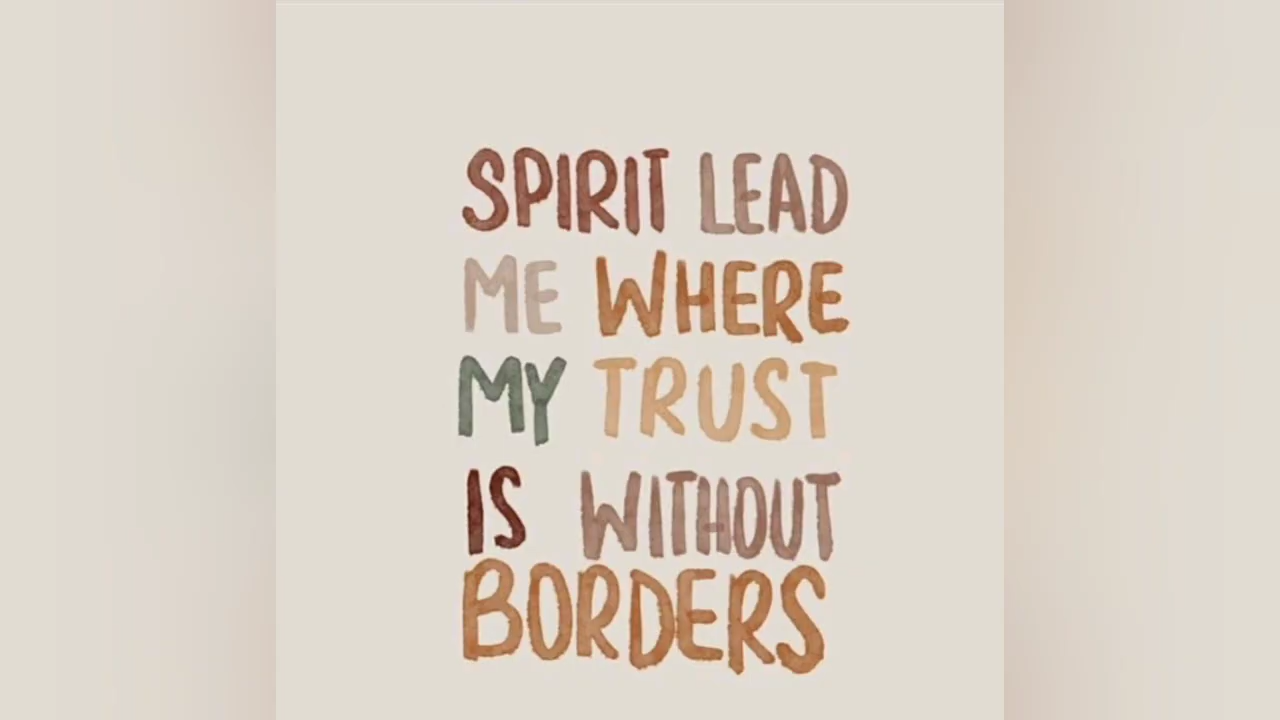 SPIRIT LEAD
ME WHERE
MY TRUST
IS WITHOUT
BORDERS